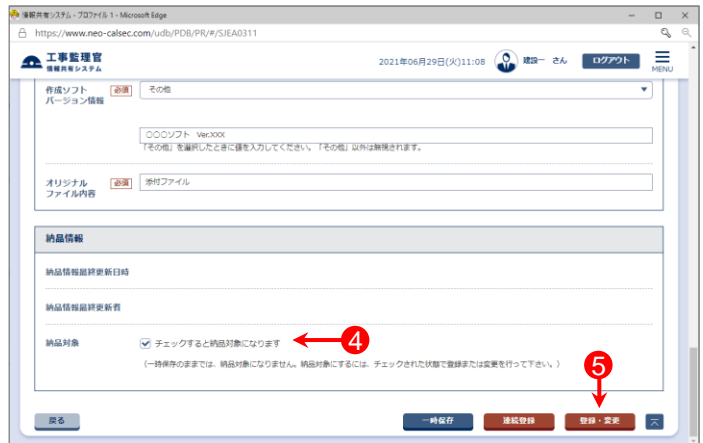 情報共有システム - プロファイル 1 - Microsoft Edge
https://www.neo-calsec.com/udb/PDB/PR/#/SJEA0311
工事監理官
情報共有システム
2021年06月29日(火)11:08
建設一 さん
ログアウト
MENU
作成ソフト
バージョン情報
必須
その他
○○○ソフト Ver.XXX
「その他」を選択したときに値を入力してください。「その他」以外は無視されます。
オリジナル
ファイル内容
必須
添付ファイル
納品情報
納品情報最終更新日時
納品情報最終更新者
納品対象
チェックすると納品対象になります
4
(一時保存のままでは、納品対象になりません。納品対象にするには、チェックされた状態で登録または変更を行って下さい。)
5
戻る
一時保存
連続登録
登録・変更